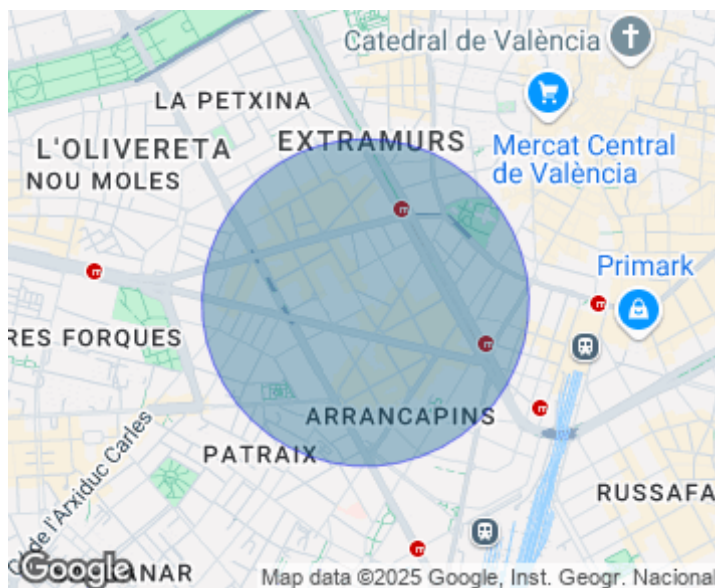 Catedral de València
LA PETXINA
EXTRAMURS
L'OLIVERETA
NOU MOLES
Mercat Central
de València
Primark
RES FORQUES
ARRANCAPINS
PATRAIX
de l'Arxiduc Carles
RUSSAFA
Google
ANAR
Map data ©2025 Google, Inst. Geogr. Nacional